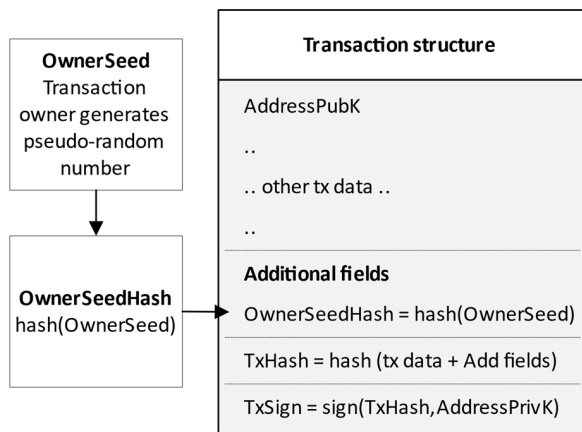 OwnerSeed
Transaction
owner generates
pseudo-random
number
OwnerSeedHash
hash(OwnerSeed)
Transaction structure
AddressPubK
..
.. other tx data ..
..
Additional fields
OwnerSeedHash = hash(OwnerSeed)
TxHash = hash (tx data + Add fields)
TxSign = sign(TxHash,AddressPrivK)